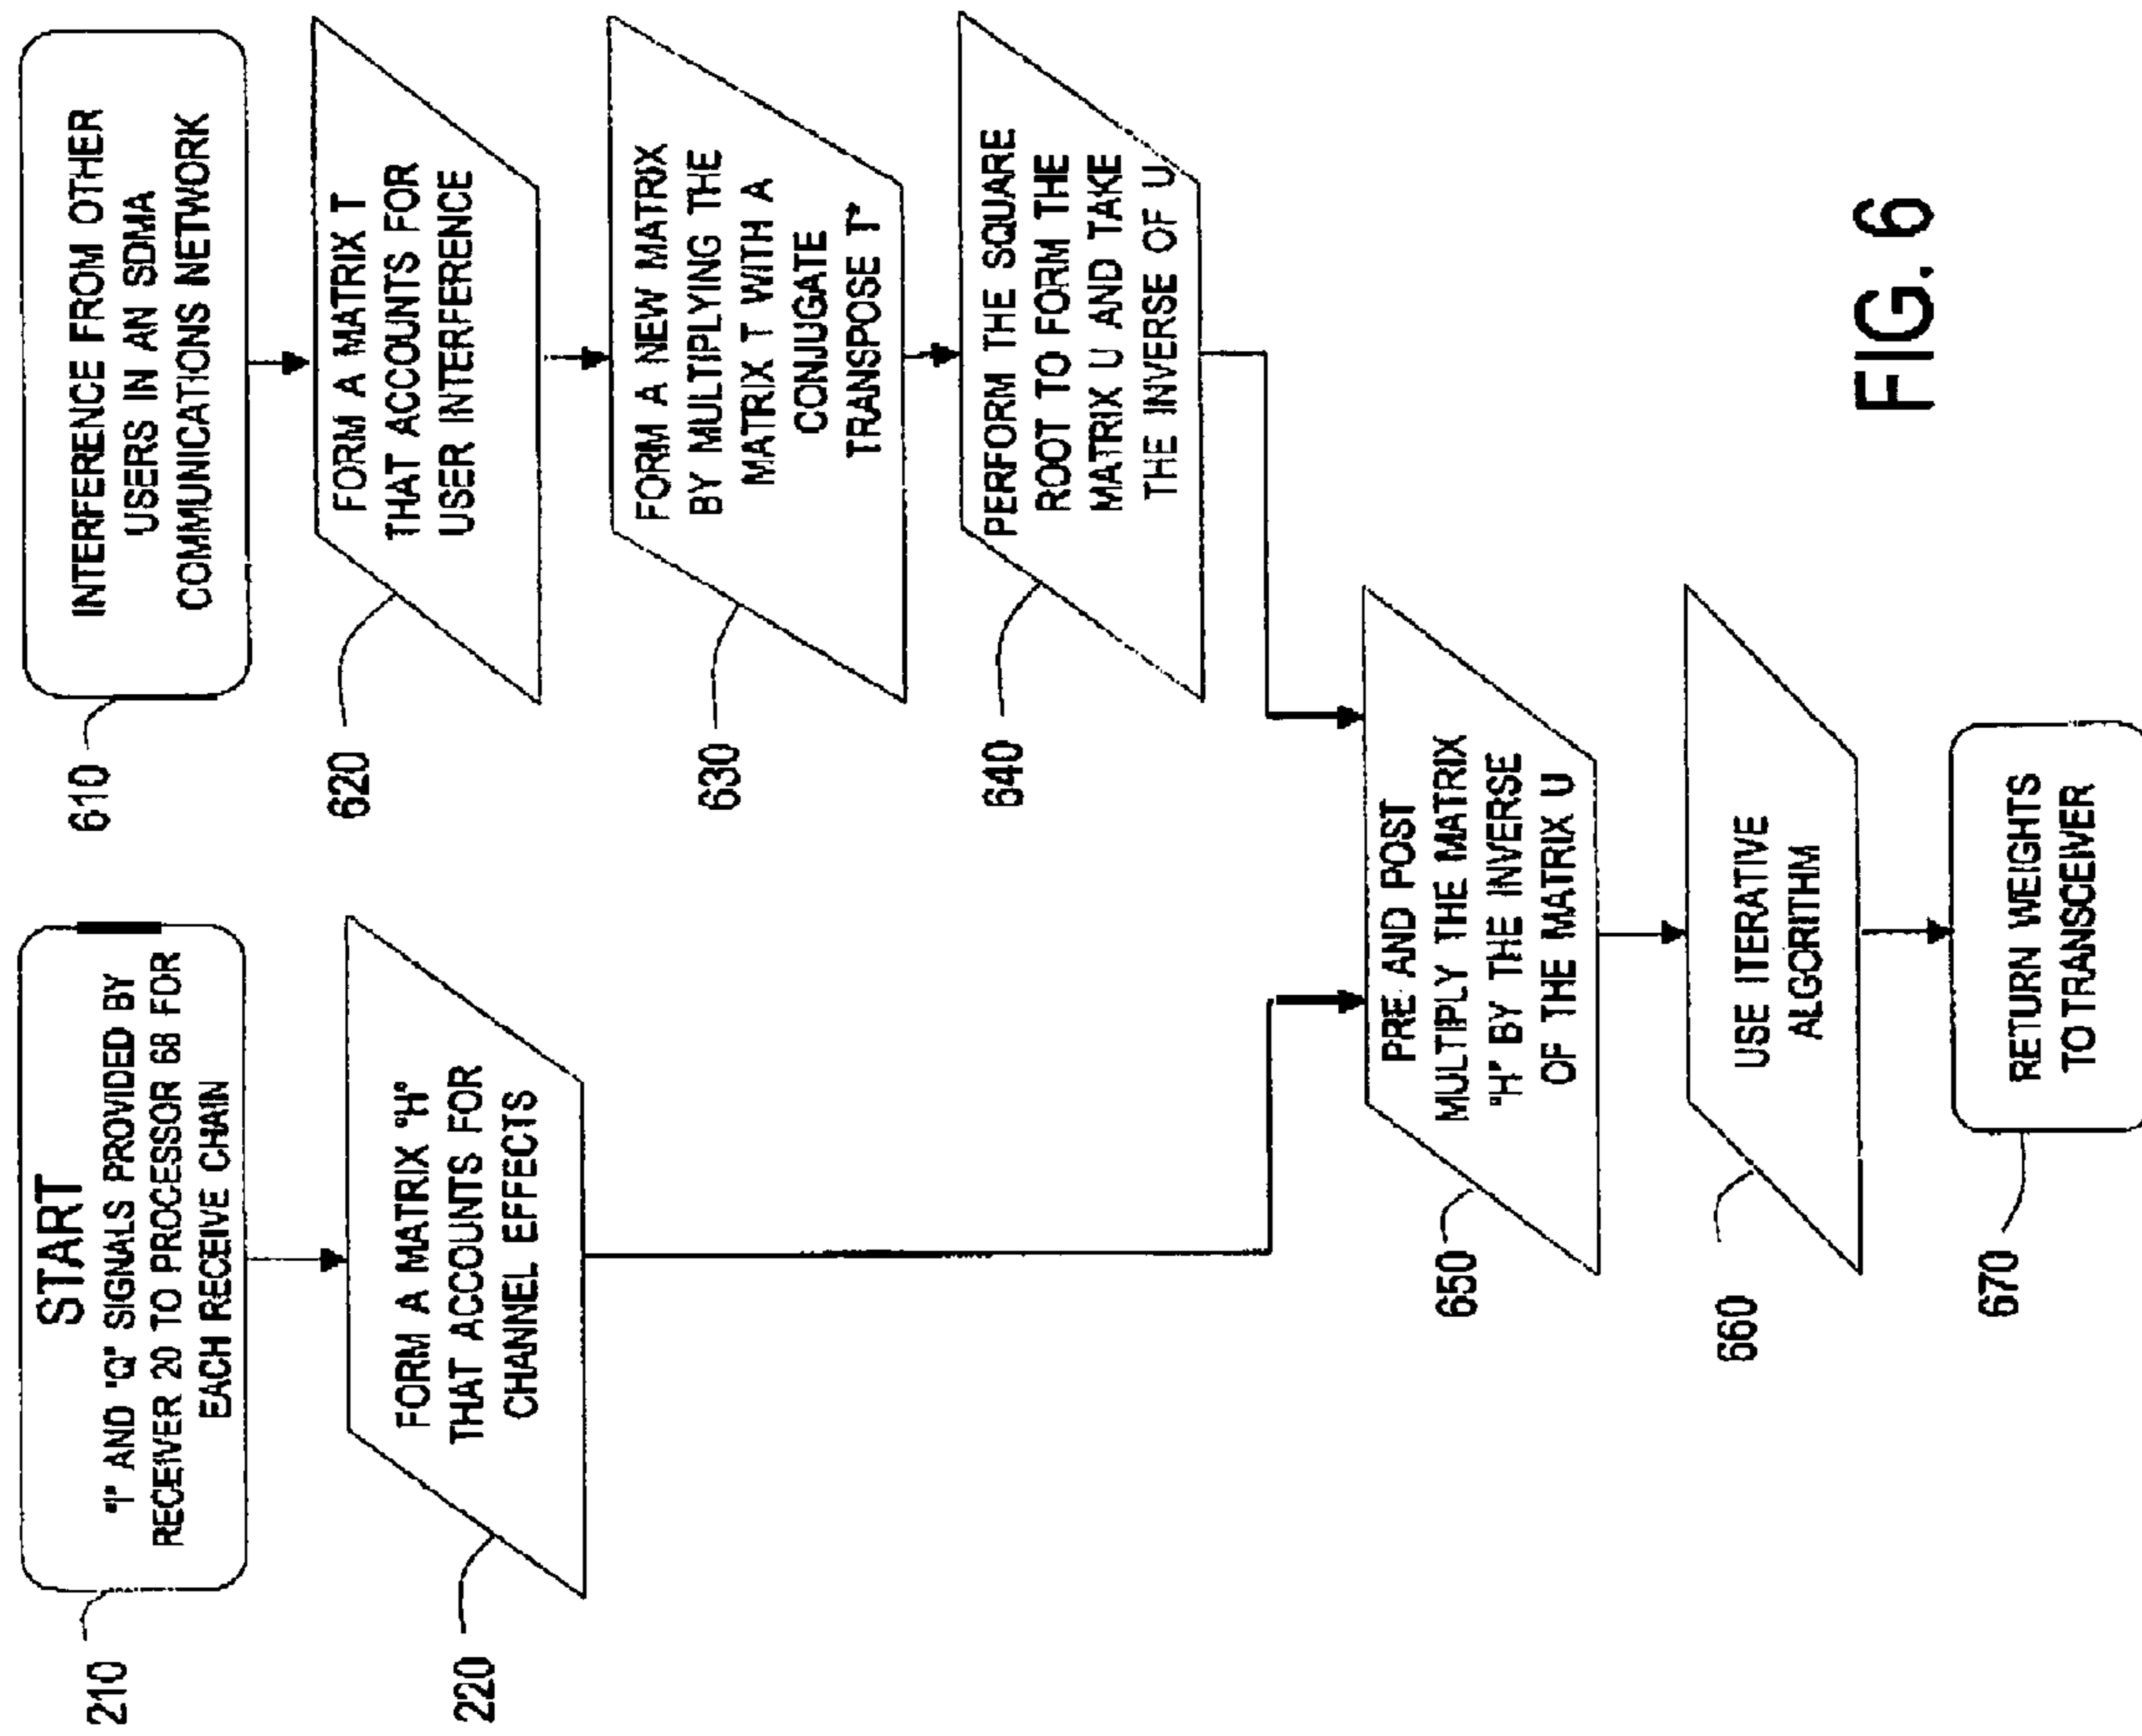 START
"I" AND "Q" SIGNALS PROVIDED BY
RECEIVER 20 TO PROCESSOR 68 FOR
EACH RECEIVE CHAIN
210
FORM A MATRIX "H"
THAT ACCOUNTS FOR
CHANNEL EFFECTS
220
INTERFERENCE FROM OTHER
USERS IN AN SDMA
COMMUNICATIONS NETWORK
610
FORM A MATRIX T
THAT ACCOUNTS FOR
USER INTERFERENCE
620
FORM A NEW MATRIX
BY MULTIPLYING THE
MATRIX T WITH A
CONJUGATE
TRANSPOSE T'
630
PERFORM THE SQUARE
ROOT TO FORM THE
MATRIX U AND TAKE
THE INVERSE OF U
640
PRE AND POST
MULTIPLY THE MATRIX
"H" BY THE INVERSE
OF THE MATRIX U
650
USE ITERATIVE
ALGORITHM
660
RETURN WEIGHTS
TO TRANSCEIVER
670
FIG. 6